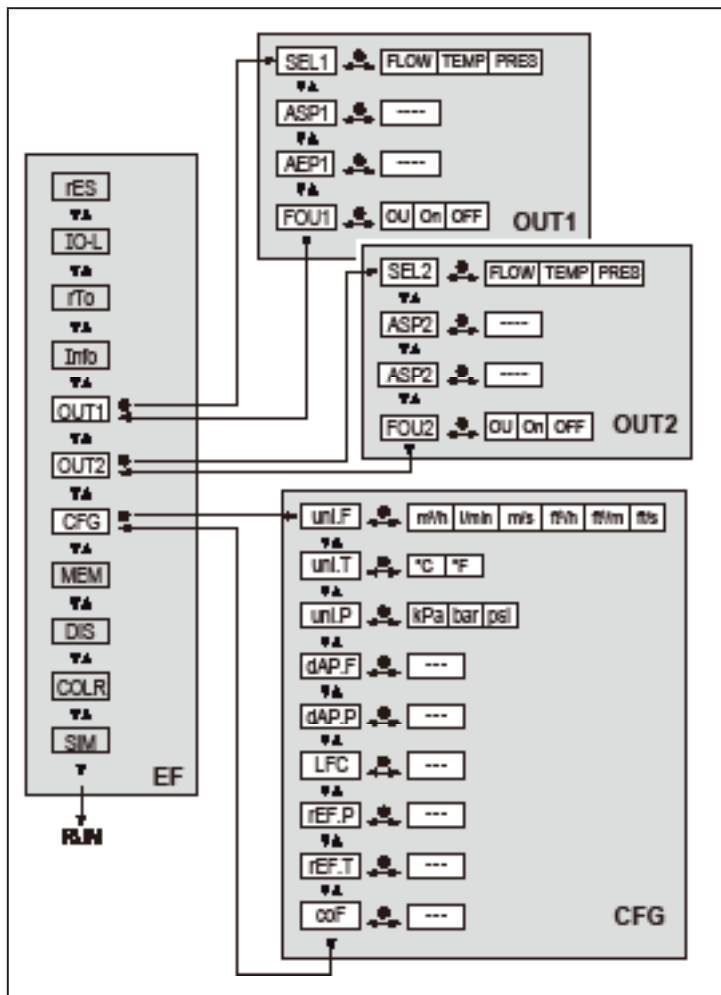 SEL1 FLOW TEMP PRES
ASP1 ----
AEP1 ----
FOU1 OU On OFF
OUT1
SEL2 FLOW TEMP PRES
ASP2 ----
ASP2 ----
FOU2 OU On OFF
OUT2
rES
IO-L
rTo
Info
OUT1
OUT2
CFG
MEM
DIS
COLR
SIM
EF
RUN
uni.F m³/h l/min m/s ft³/h ft³/m ft/s
uni.T °C °F
uni.P kPa bar psi
dAP.F ---
dAP.P ---
LFC ---
rEF.P ---
rEF.T ---
coF ---
CFG